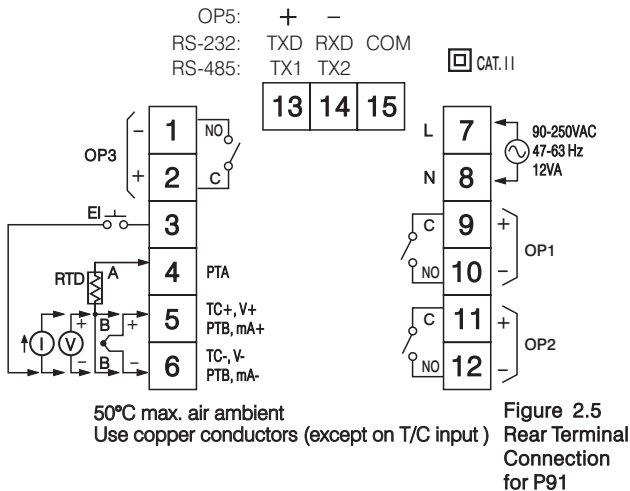 OP5: + −
RS-232: TXD RXD COM
RS-485: TX1 TX2
CAT. II
13 14 15
1 2 3 4 5 6
− NO
OP3
+ C
EI
RTD A
PTA
I V + − B + B −
TC+, V+
PTB, mA+
TC-, V-
PTB, mA-
L 7
N 8
90-250VAC
47-63 Hz
12VA
C 9 +
OP1
NO 10 −
C 11 +
OP2
NO 12 −
50°C max. air ambient
Use copper conductors (except on T/C input )
Figure 2.5
Rear Terminal
Connection
for P91